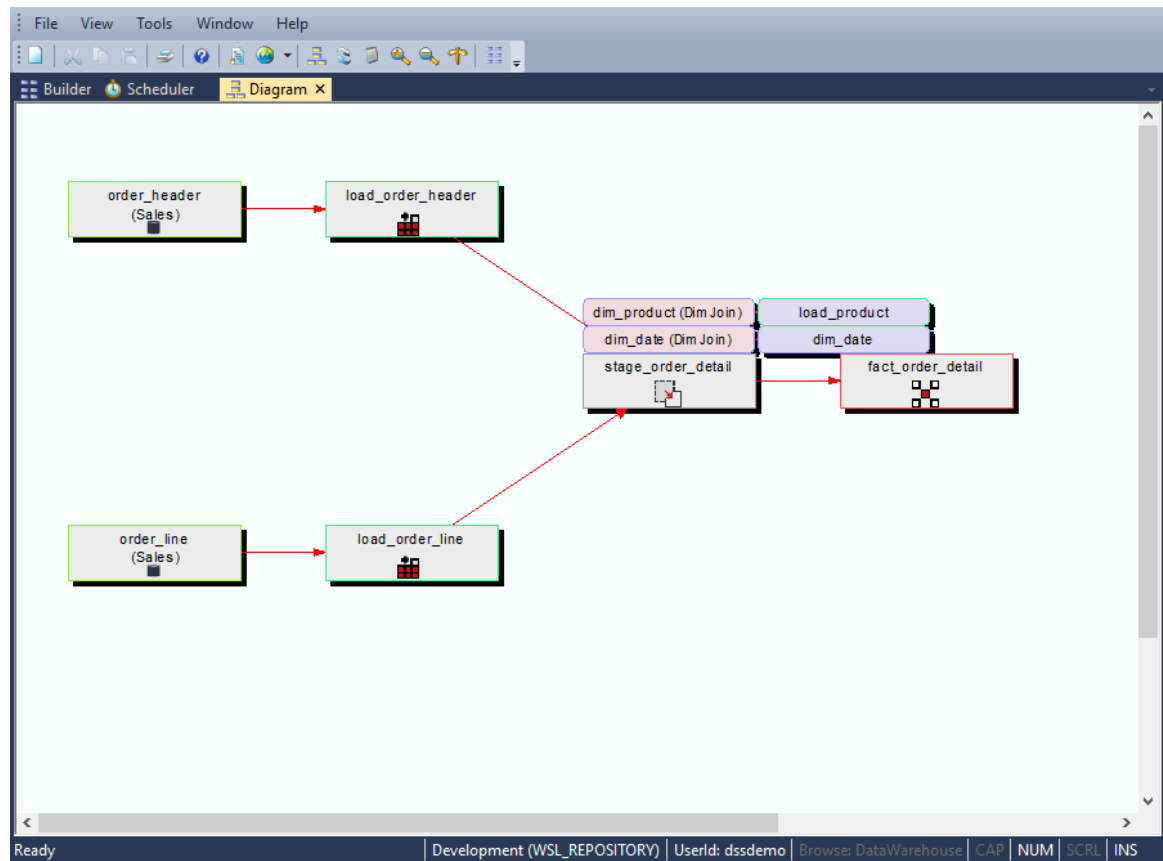 File View Tools Window Help
Builder Scheduler Diagram ×
order_header
(Sales)
load_order_header
dim_product (Dim Join) load_product
dim_date (Dim Join) dim_date
stage_order_detail fact_order_detail
order_line
(Sales)
load_order_line
Ready Development (WSL_REPOSITORY) UserId: dssdemo Browse: DataWarehouse CAP NUM SCRL INS